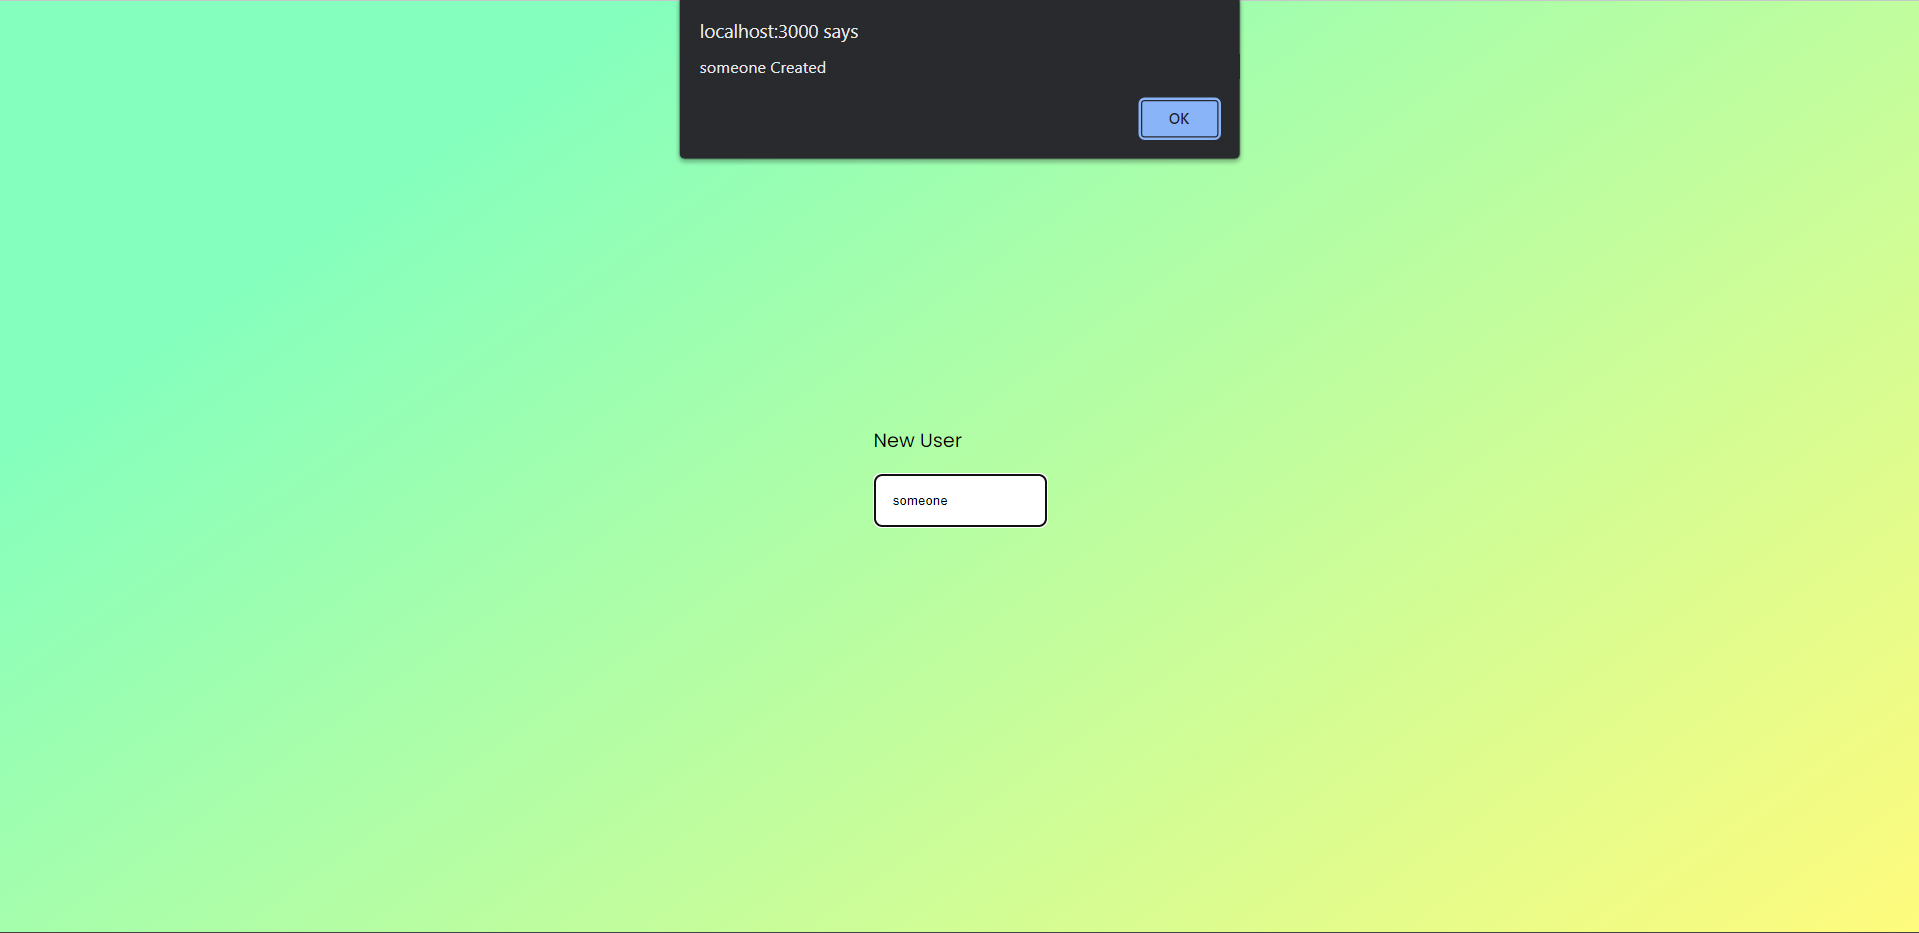 localhost:3000 says
someone Created
OK
New User
someone